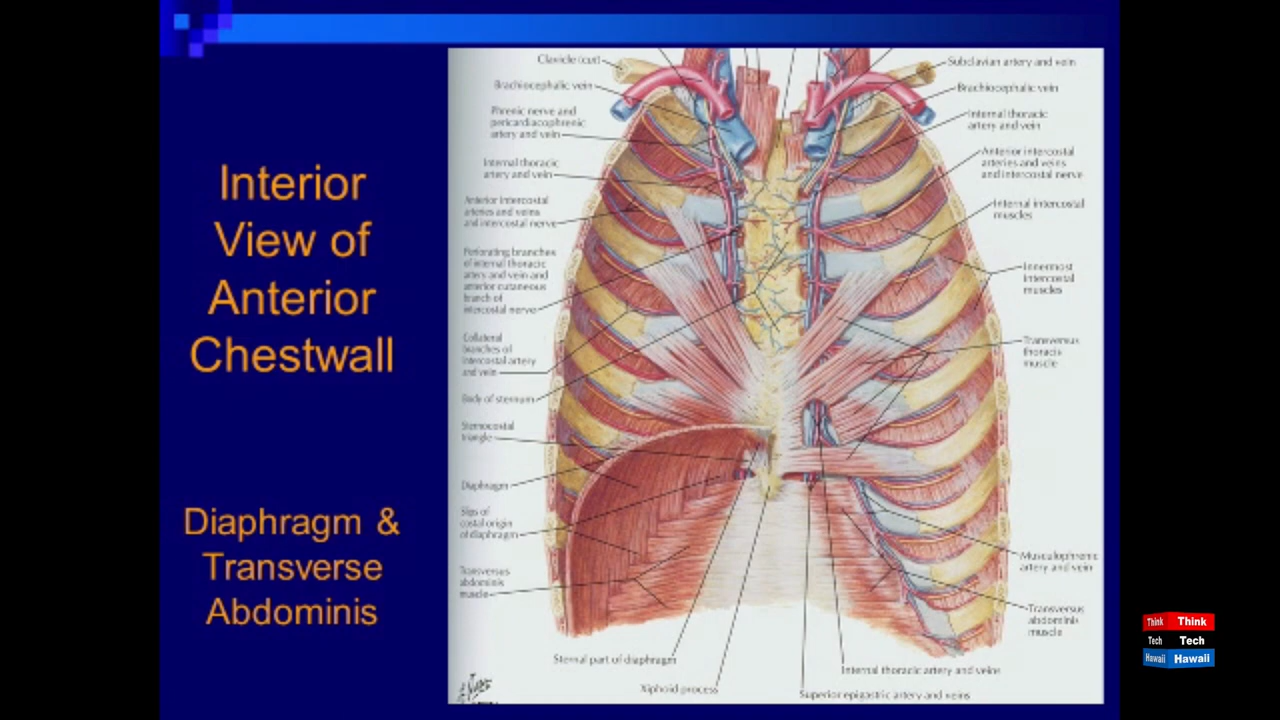 Interior
View of
Anterior
Chestwall
Diaphragm &
Transverse
Abdominis
Clavicle (cut)
Brachiocephalic vein
Phrenic nerve and
pericardiacophrenic
artery and vein
Internal thoracic
artery and vein
Anterior intercostal
arteries and veins
and intercostal nerve
Perforating branches
of internal thoracic
artery and vein and
anterior cutaneous
branch of
intercostal nerve
Collateral
branches of
intercostal artery
and vein
Body of sternum
Sternocostal
triangle
Diaphragm
Slips of
costal origin
of diaphragm
Transversus
abdominis
muscle
Sternal part of diaphragm
Xiphoid process
Subclavian artery and vein
Brachiocephalic vein
Internal thoracic
artery and vein
Anterior intercostal
arteries and veins
and intercostal nerve
Internal intercostal
muscles
Innermost
intercostal
muscles
Transversus
thoracis
muscle
Musculophrenic
artery and vein
Transversus
abdominis
muscle
Internal thoracic artery and veins
Superior epigastric artery and veins
Think Think
Tech Tech
Hawaii Hawaii